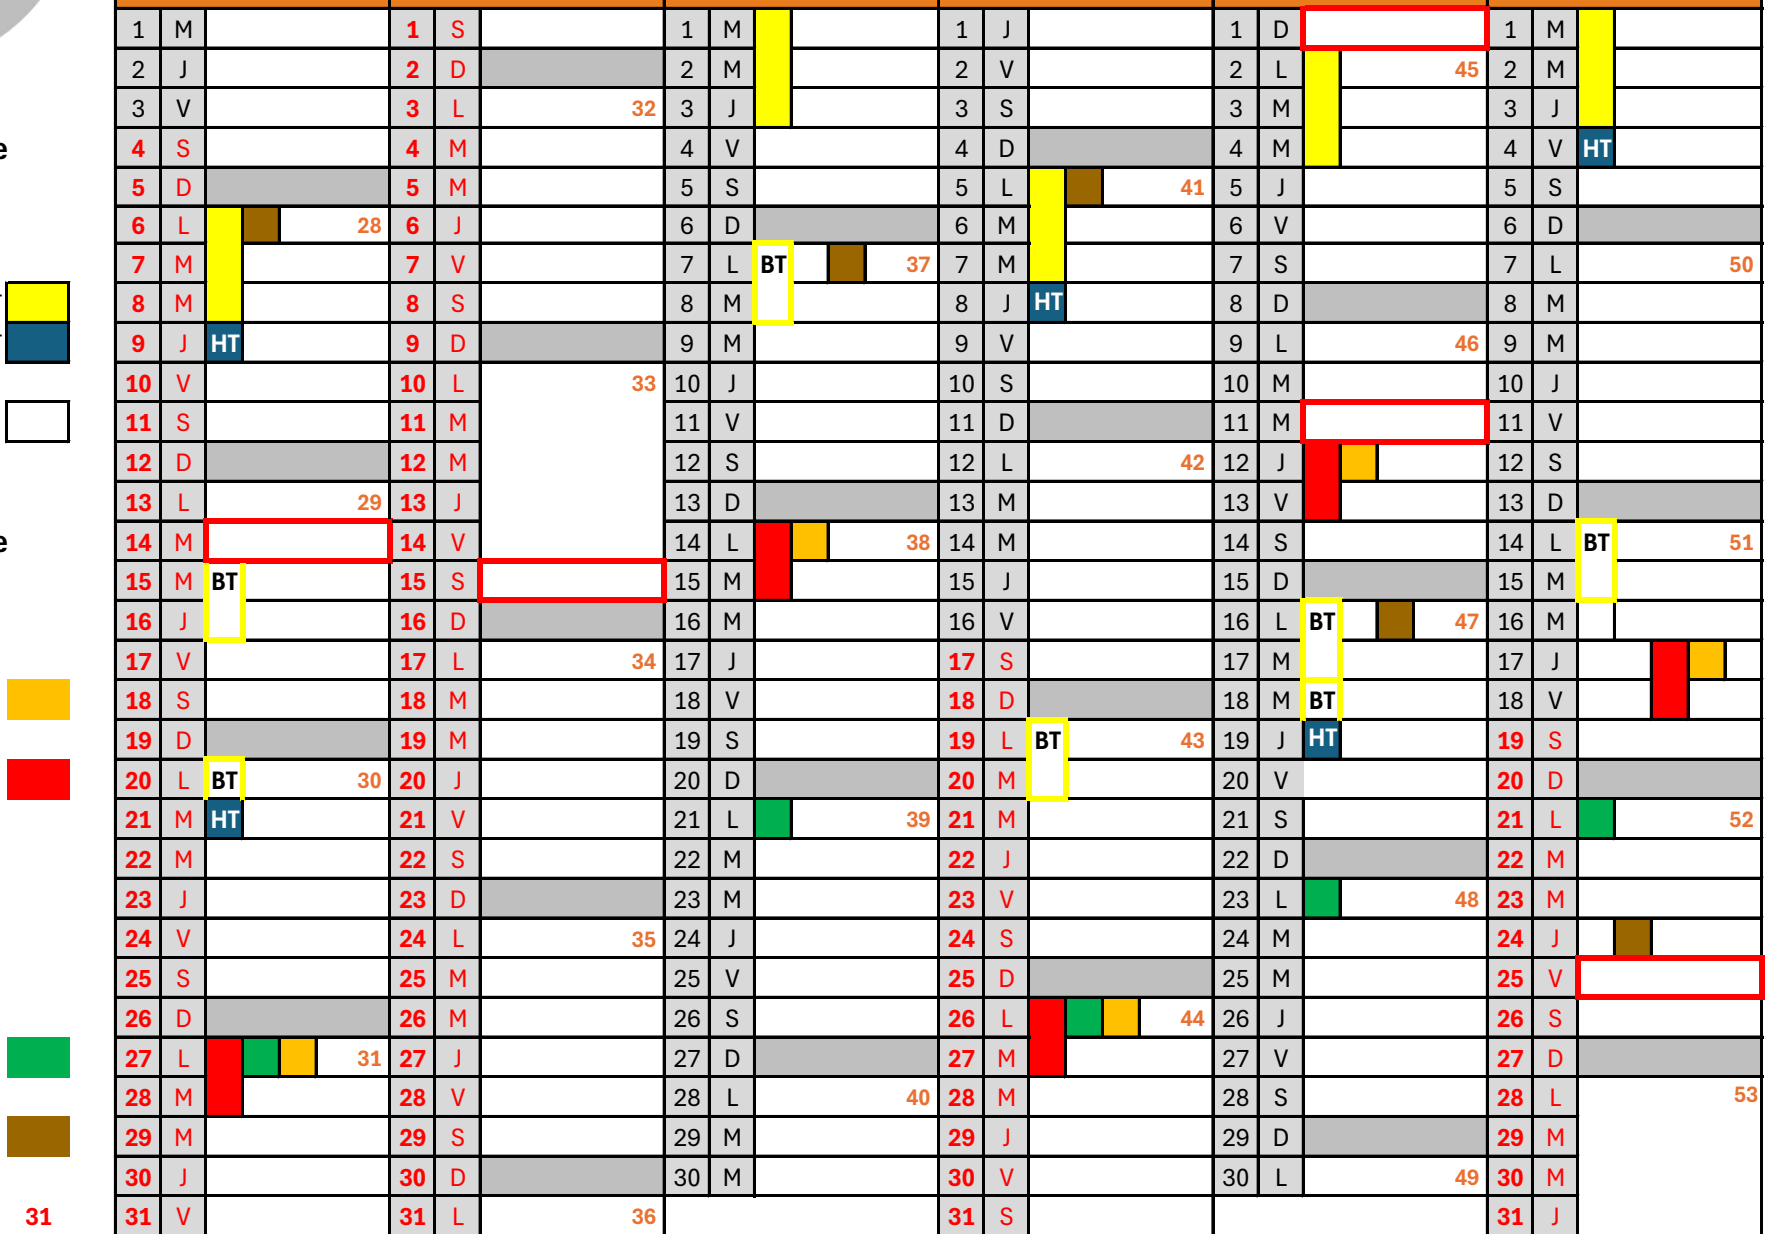 1 M 1 S 1 M 1 J 1 D 1 M
2 J 2 D 2 M 2 V 2 L 45 2 M
3 V 3 L 32 3 J 3 S 3 M 3 J
e 4 S 4 M 4 V 4 D 4 M 4 V HT
5 D 5 M 5 S 5 L 41 5 J 5 S
6 L 28 6 J 6 D 6 M 6 V 6 D
7 M 7 V 7 L BT 37 7 M 7 S 7 L 50
8 M 8 S 8 M 8 J HT 8 D 8 M
9 J HT 9 D 9 M 9 V 9 L 46 9 M
10 V 10 L 33 10 J 10 S 10 M 10 J
11 S 11 M 11 V 11 D 11 M 11 V
12 D 12 M 12 S 12 L 42 12 J 12 S
13 L 29 13 J 13 D 13 M 13 V 13 D
e 14 M 14 V 14 L 38 14 M 14 S 14 L BT 51
15 M BT 15 S 15 M 15 J 15 D 15 M
16 J 16 D 16 M 16 V 16 L BT 47 16 M
17 V 17 L 34 17 J 17 S 17 M 17 J
18 S 18 M 18 V 18 D 18 M BT 18 V
19 D 19 M 19 S 19 L BT 43 19 J HT 19 S
20 L BT 30 20 J 20 D 20 M 20 V 20 D
21 M HT 21 V 21 L 39 21 M 21 S 21 L 52
22 M 22 S 22 M 22 J 22 D 22 M
23 J 23 D 23 M 23 V 23 L 48 23 M
24 V 24 L 35 24 J 24 S 24 M 24 J
25 S 25 M 25 V 25 D 25 M 25 V
26 D 26 M 26 S 26 L 44 26 J 26 S
27 L 31 27 J 27 D 27 M 27 V 27 D
28 M 28 V 28 L 40 28 M 28 S 28 L 53
29 M 29 S 29 M 29 J 29 D 29 M
30 J 30 D 30 M 30 V 30 L 49 30 M
31 31 V 31 L 36 31 S 31 J